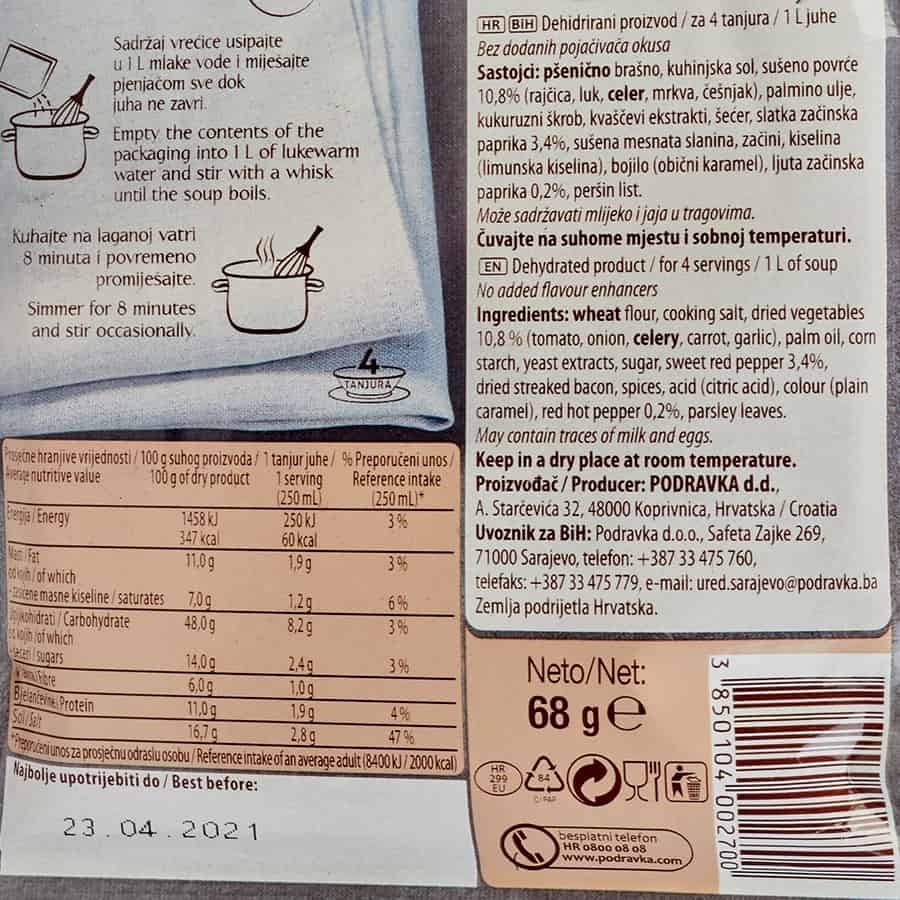 Sadržaj vrećice usipajte
u 1 L mlake vode i miješajte
pjenjačom sve dok
juha ne zavri.
Empty the contents of the
packaging into 1 L of lukewarm
water and stir with a whisk
until the soup boils.
Kuhajte na laganoj vatri
8 minuta i povremeno
promiješajte.
Simmer for 8 minutes
and stir occasionally.
4
TANJURA
HR BIH Dehidrirani proizvod / za 4 tanjura / 1 L juhe
Bez dodanih pojačivača okusa
Sastojci: pšenično brašno, kuhinjska sol, sušeno povrće
10,8% (rajčica, luk, celer, mrkva, češnjak), palmino ulje,
kukuruzni škrob, kvaščevi ekstrakti, šećer, slatka začinska
paprika 3,4%, sušena mesnata slanina, začini, kiselina
(limunska kiselina), bojilo (obični karamel), ljuta začinska
paprika 0,2%, peršin list.
Može sadržavati mlijeko i jaja u tragovima.
Čuvajte na suhome mjestu i sobnoj temperaturi.
EN Dehydrated product / for 4 servings / 1 L of soup
No added flavour enhancers
Ingredients: wheat flour, cooking salt, dried vegetables
10,8 % (tomato, onion, celery, carrot, garlic), palm oil, corn
starch, yeast extracts, sugar, sweet red pepper 3,4%,
dried streaked bacon, spices, acid (citric acid), colour (plain
caramel), red hot pepper 0,2%, parsley leaves.
May contain traces of milk and eggs.
Keep in a dry place at room temperature.
Proizvođač / Producer: PODRAVKA d.d.,
A. Starčevića 32, 48000 Koprivnica, Hrvatska / Croatia
Uvoznik za BiH: Podravka d.o.o., Safeta Zajke 269,
71000 Sarajevo, telefon: +387 33 475 760,
telefaks: +387 33 475 779, e-mail: ured.sarajevo@podravka.ba
Zemlja podrijetla Hrvatska.
hranjive vrijednosti / 100 g suhog proizvoda / 1 tanjur juhe / % Preporučeni unos /
Average nutritive value 100 g of dry product 1 serving Reference intake
(250 mL) (250 mL)*
Energija / Energy 1458 kJ 250 kJ 3 %
347 kcal 60 kcal
Masti / Fat 11,0 g 1,9 g 3 %
od kojih / of which
- zasićene masne kiseline / saturates 7,0 g 1,2 g 6 %
Ugljikohidrati / Carbohydrate 48,0 g 8,2 g 3 %
od kojih / of which
šećeri / sugars 14,0 g 2,4 g 3 %
Vlakna / Fibre 6,0 g 1,0 g
Bjelančevine / Protein 11,0 g 1,9 g 4 %
Sol / Salt 16,7 g 2,8 g 47 %
*Preporučeni unos za prosječnu odraslu osobu / Reference intake of an average adult (8400 kJ / 2000 kcal)
Najbolje upotrijebiti do / Best before:
23.04.2021
Neto/Net:
68 g e
HR
299
EU
84
C/PAP
besplatni telefon
HR 0800 08 08
www.podravka.com
3 850104 002700